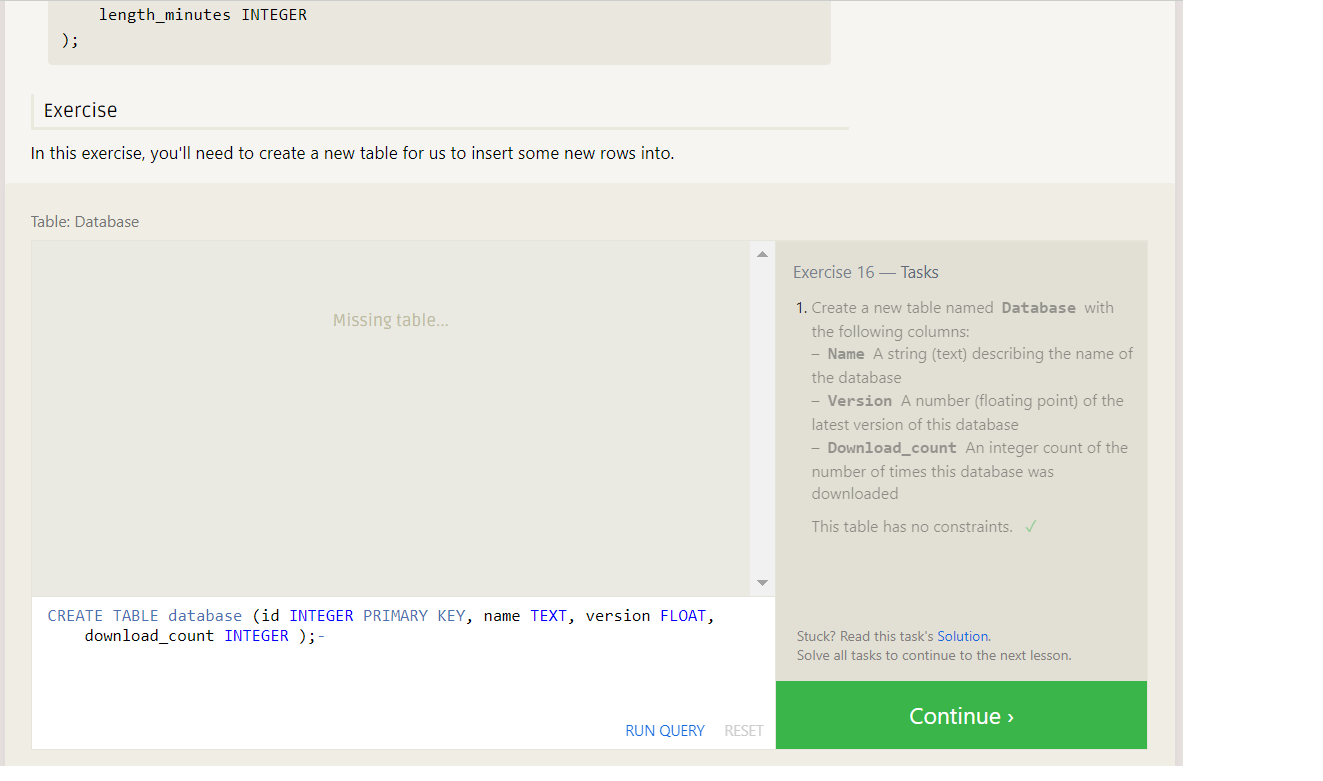 length_minutes INTEGER
);
Exercise
In this exercise, you'll need to create a new table for us to insert some new rows into.
Table: Database
Missing table...
Exercise 16 — Tasks
1. Create a new table named Database with
the following columns:
– Name A string (text) describing the name of
the database
– Version A number (floating point) of the
latest version of this database
– Download_count An integer count of the
number of times this database was
downloaded
This table has no constraints. ✓
CREATE TABLE database (id INTEGER PRIMARY KEY, name TEXT, version FLOAT,
download_count INTEGER );-
Stuck? Read this task's Solution.
Solve all tasks to continue to the next lesson.
RUN QUERY RESET
Continue ›